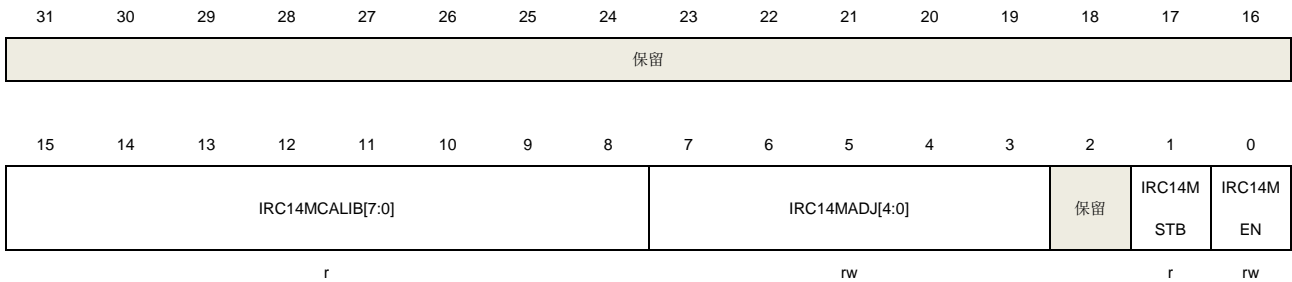 31 30 29 28 27 26 25 24 23 22 21 20 19 18 17 16
保留
15 14 13 12 11 10 9 8 7 6 5 4 3 2 1 0
IRC14MCALIB[7:0] IRC14MADJ[4:0] 保留 IRC14M IRC14M
STB EN
r rw r rw